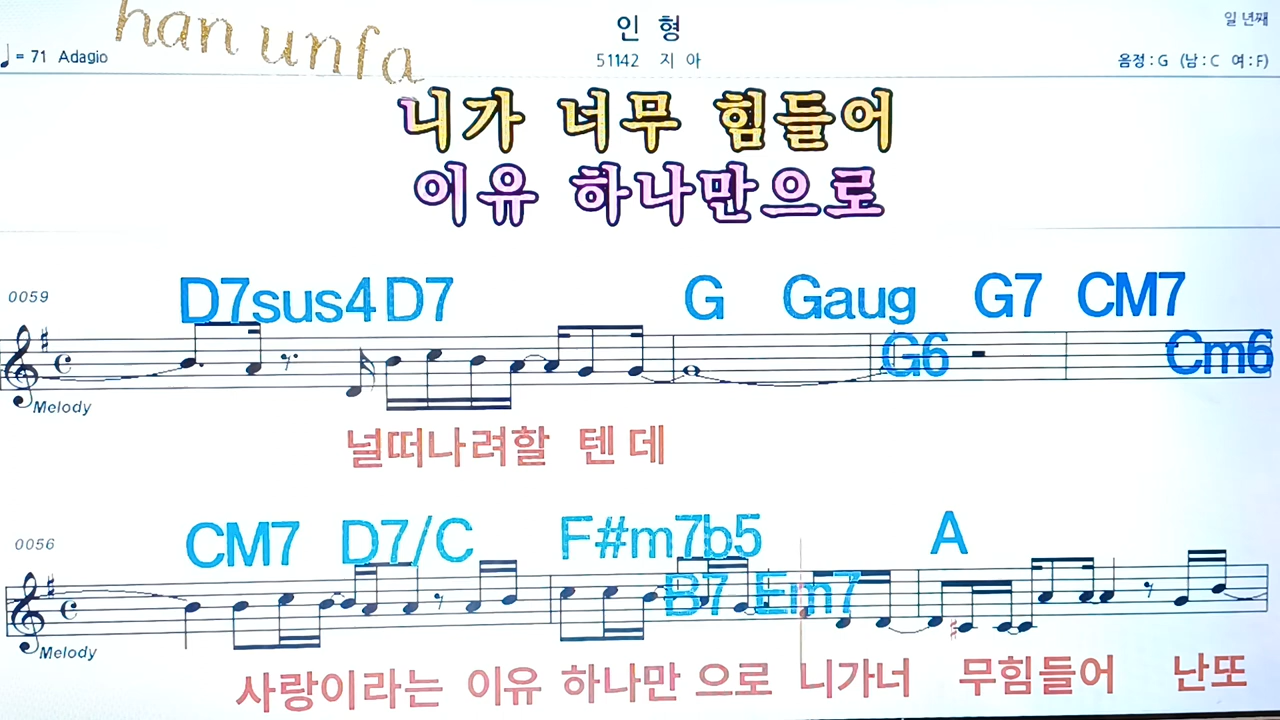 han unfa
인 형
일 년째
♩= 71 Adagio
51142 지 아
음정 : G (남 : C 여 : F)
니가 너무 힘들어
이유 하나만으로
0059
D7sus4 D7 G Gaug G7 CM7
G6 Cm6
Melody
널떠나려할 텐 데
0056
CM7 D7/C F#m7b5 A
B7 Em7
Melody
사랑이라는 이유 하나만 으로 니가너 무힘들어 난또